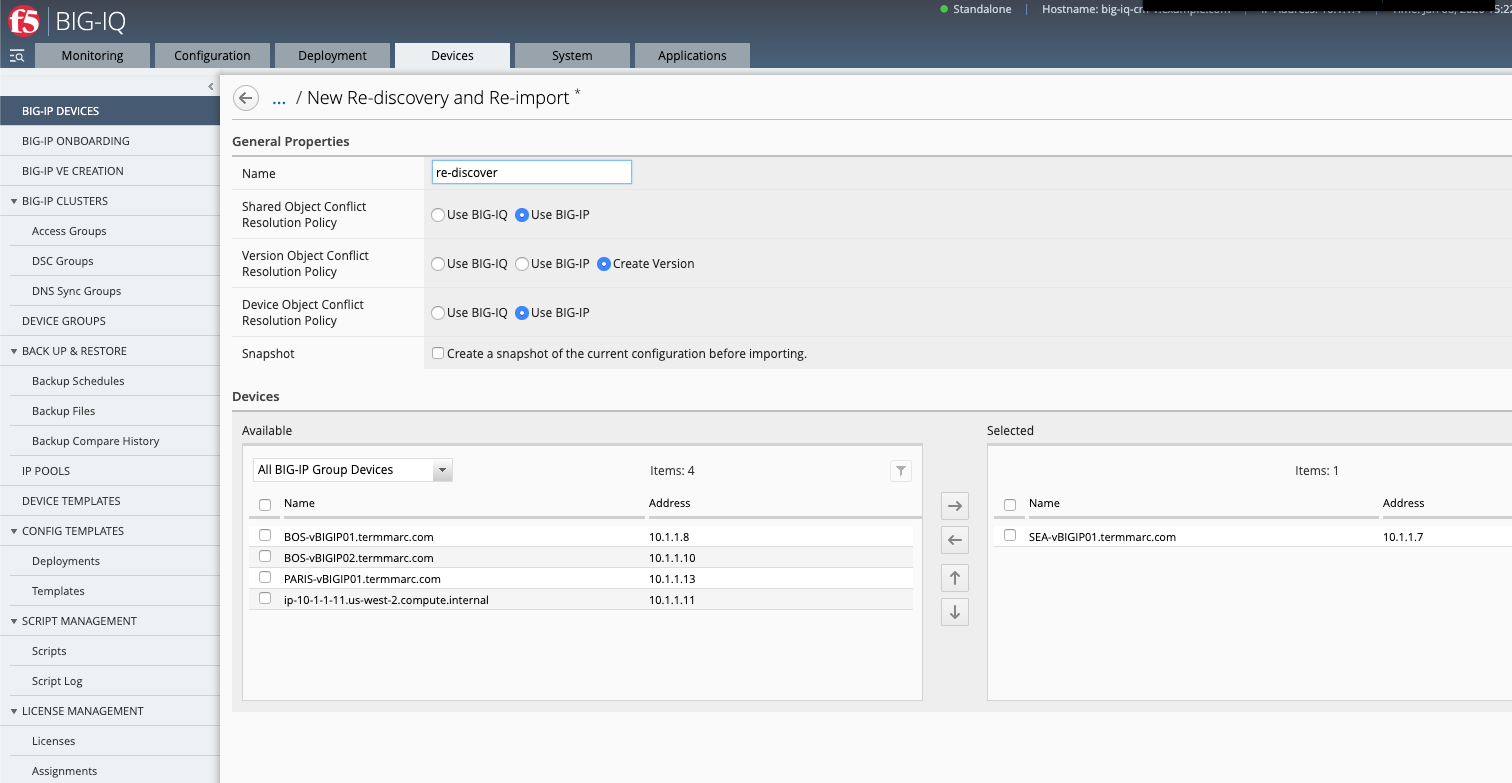 f5 BIG-IQ
Standalone
Hostname: big-iq-cm
Monitoring
Configuration
Deployment
Devices
System
Applications
BIG-IP DEVICES
BIG-IP ONBOARDING
BIG-IP VE CREATION
BIG-IP CLUSTERS
Access Groups
DSC Groups
DNS Sync Groups
DEVICE GROUPS
BACK UP & RESTORE
Backup Schedules
Backup Files
Backup Compare History
IP POOLS
DEVICE TEMPLATES
CONFIG TEMPLATES
Deployments
Templates
SCRIPT MANAGEMENT
Scripts
Script Log
LICENSE MANAGEMENT
Licenses
Assignments
... / New Re-discovery and Re-import *
General Properties
Name re-discover
Shared Object Conflict
Resolution Policy
Use BIG-IQ Use BIG-IP
Version Object Conflict
Resolution Policy
Use BIG-IQ Use BIG-IP Create Version
Device Object Conflict
Resolution Policy
Use BIG-IQ Use BIG-IP
Snapshot Create a snapshot of the current configuration before importing.
Devices
Available
All BIG-IP Group Devices Items: 4
Name Address
BOS-vBIGIP01.termmarc.com 10.1.1.8
BOS-vBIGIP02.termmarc.com 10.1.1.10
PARIS-vBIGIP01.termmarc.com 10.1.1.13
ip-10-1-1-11.us-west-2.compute.internal 10.1.1.11
Selected
Items: 1
Name Address
SEA-vBIGIP01.termmarc.com 10.1.1.7